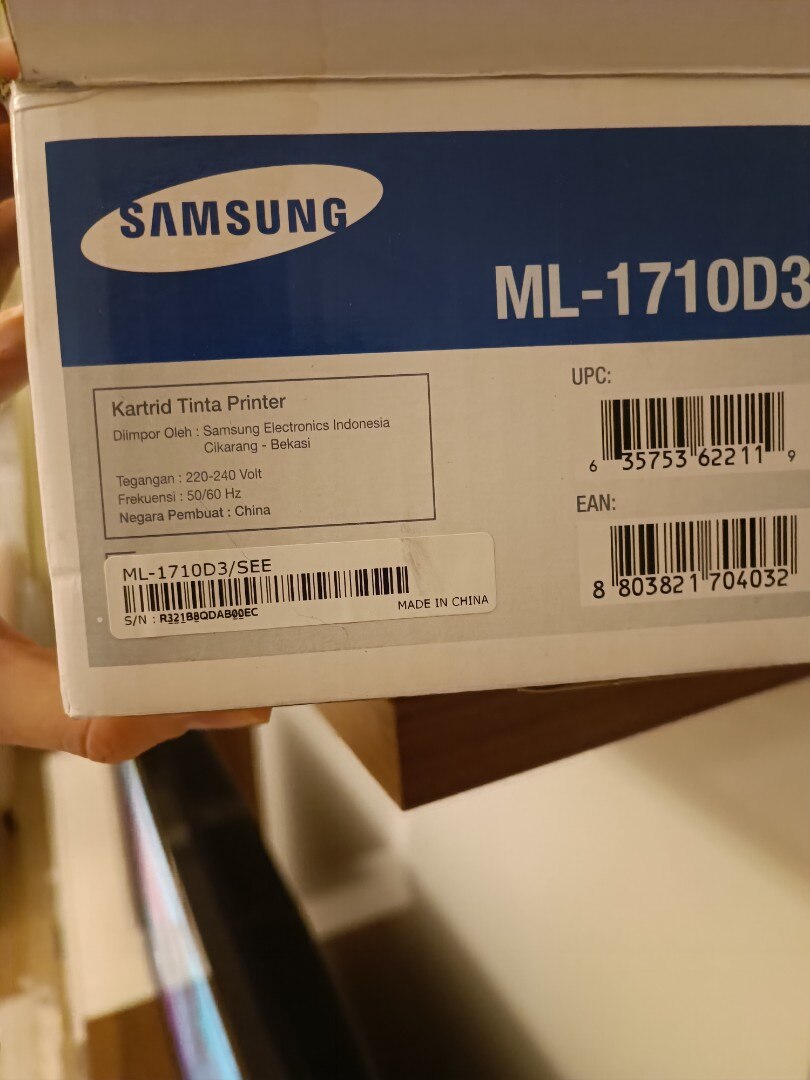 SAMSUNG
ML-1710D3
Kartrid Tinta Printer
Diimpor Oleh : Samsung Electronics Indonesia
Cikarang - Bekasi
Tegangan : 220-240 Volt
Frekuensi : 50/60 Hz
Negara Pembuat : China
UPC:
6 35753 62211 9
EAN:
8 803821 704032
ML-1710D3/SEE
S/N : R321B8QDAB00EC
MADE IN CHINA